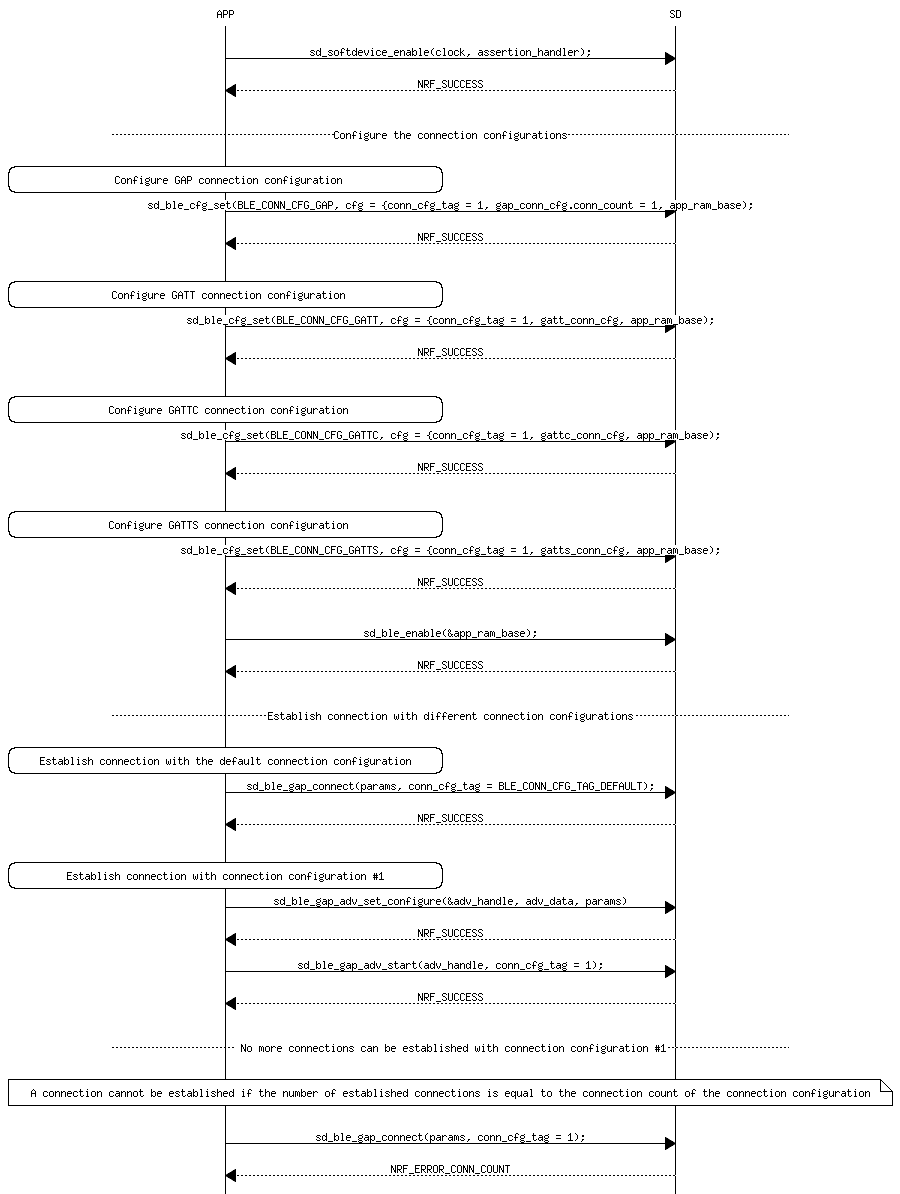 APP SD
sd_softdevice_enable(clock, assertion_handler);
NRF_SUCCESS
Configure the connection configurations
Configure GAP connection configuration
sd_ble_cfg_set(BLE_CONN_CFG_GAP, cfg = {conn_cfg_tag = 1, gap_conn_cfg.conn_count = 1, app_ram_base);
NRF_SUCCESS
Configure GATT connection configuration
sd_ble_cfg_set(BLE_CONN_CFG_GATT, cfg = {conn_cfg_tag = 1, gatt_conn_cfg, app_ram_base);
NRF_SUCCESS
Configure GATTC connection configuration
sd_ble_cfg_set(BLE_CONN_CFG_GATTC, cfg = {conn_cfg_tag = 1, gattc_conn_cfg, app_ram_base);
NRF_SUCCESS
Configure GATTS connection configuration
sd_ble_cfg_set(BLE_CONN_CFG_GATTS, cfg = {conn_cfg_tag = 1, gatts_conn_cfg, app_ram_base);
NRF_SUCCESS
sd_ble_enable(&app_ram_base);
NRF_SUCCESS
Establish connection with different connection configurations
Establish connection with the default connection configuration
sd_ble_gap_connect(params, conn_cfg_tag = BLE_CONN_CFG_TAG_DEFAULT);
NRF_SUCCESS
Establish connection with connection configuration #1
sd_ble_gap_adv_set_configure(&adv_handle, adv_data, params)
NRF_SUCCESS
sd_ble_gap_adv_start(adv_handle, conn_cfg_tag = 1);
NRF_SUCCESS
No more connections can be established with connection configuration #1
A connection cannot be established if the number of established connections is equal to the connection count of the connection configuration
sd_ble_gap_connect(params, conn_cfg_tag = 1);
NRF_ERROR_CONN_COUNT